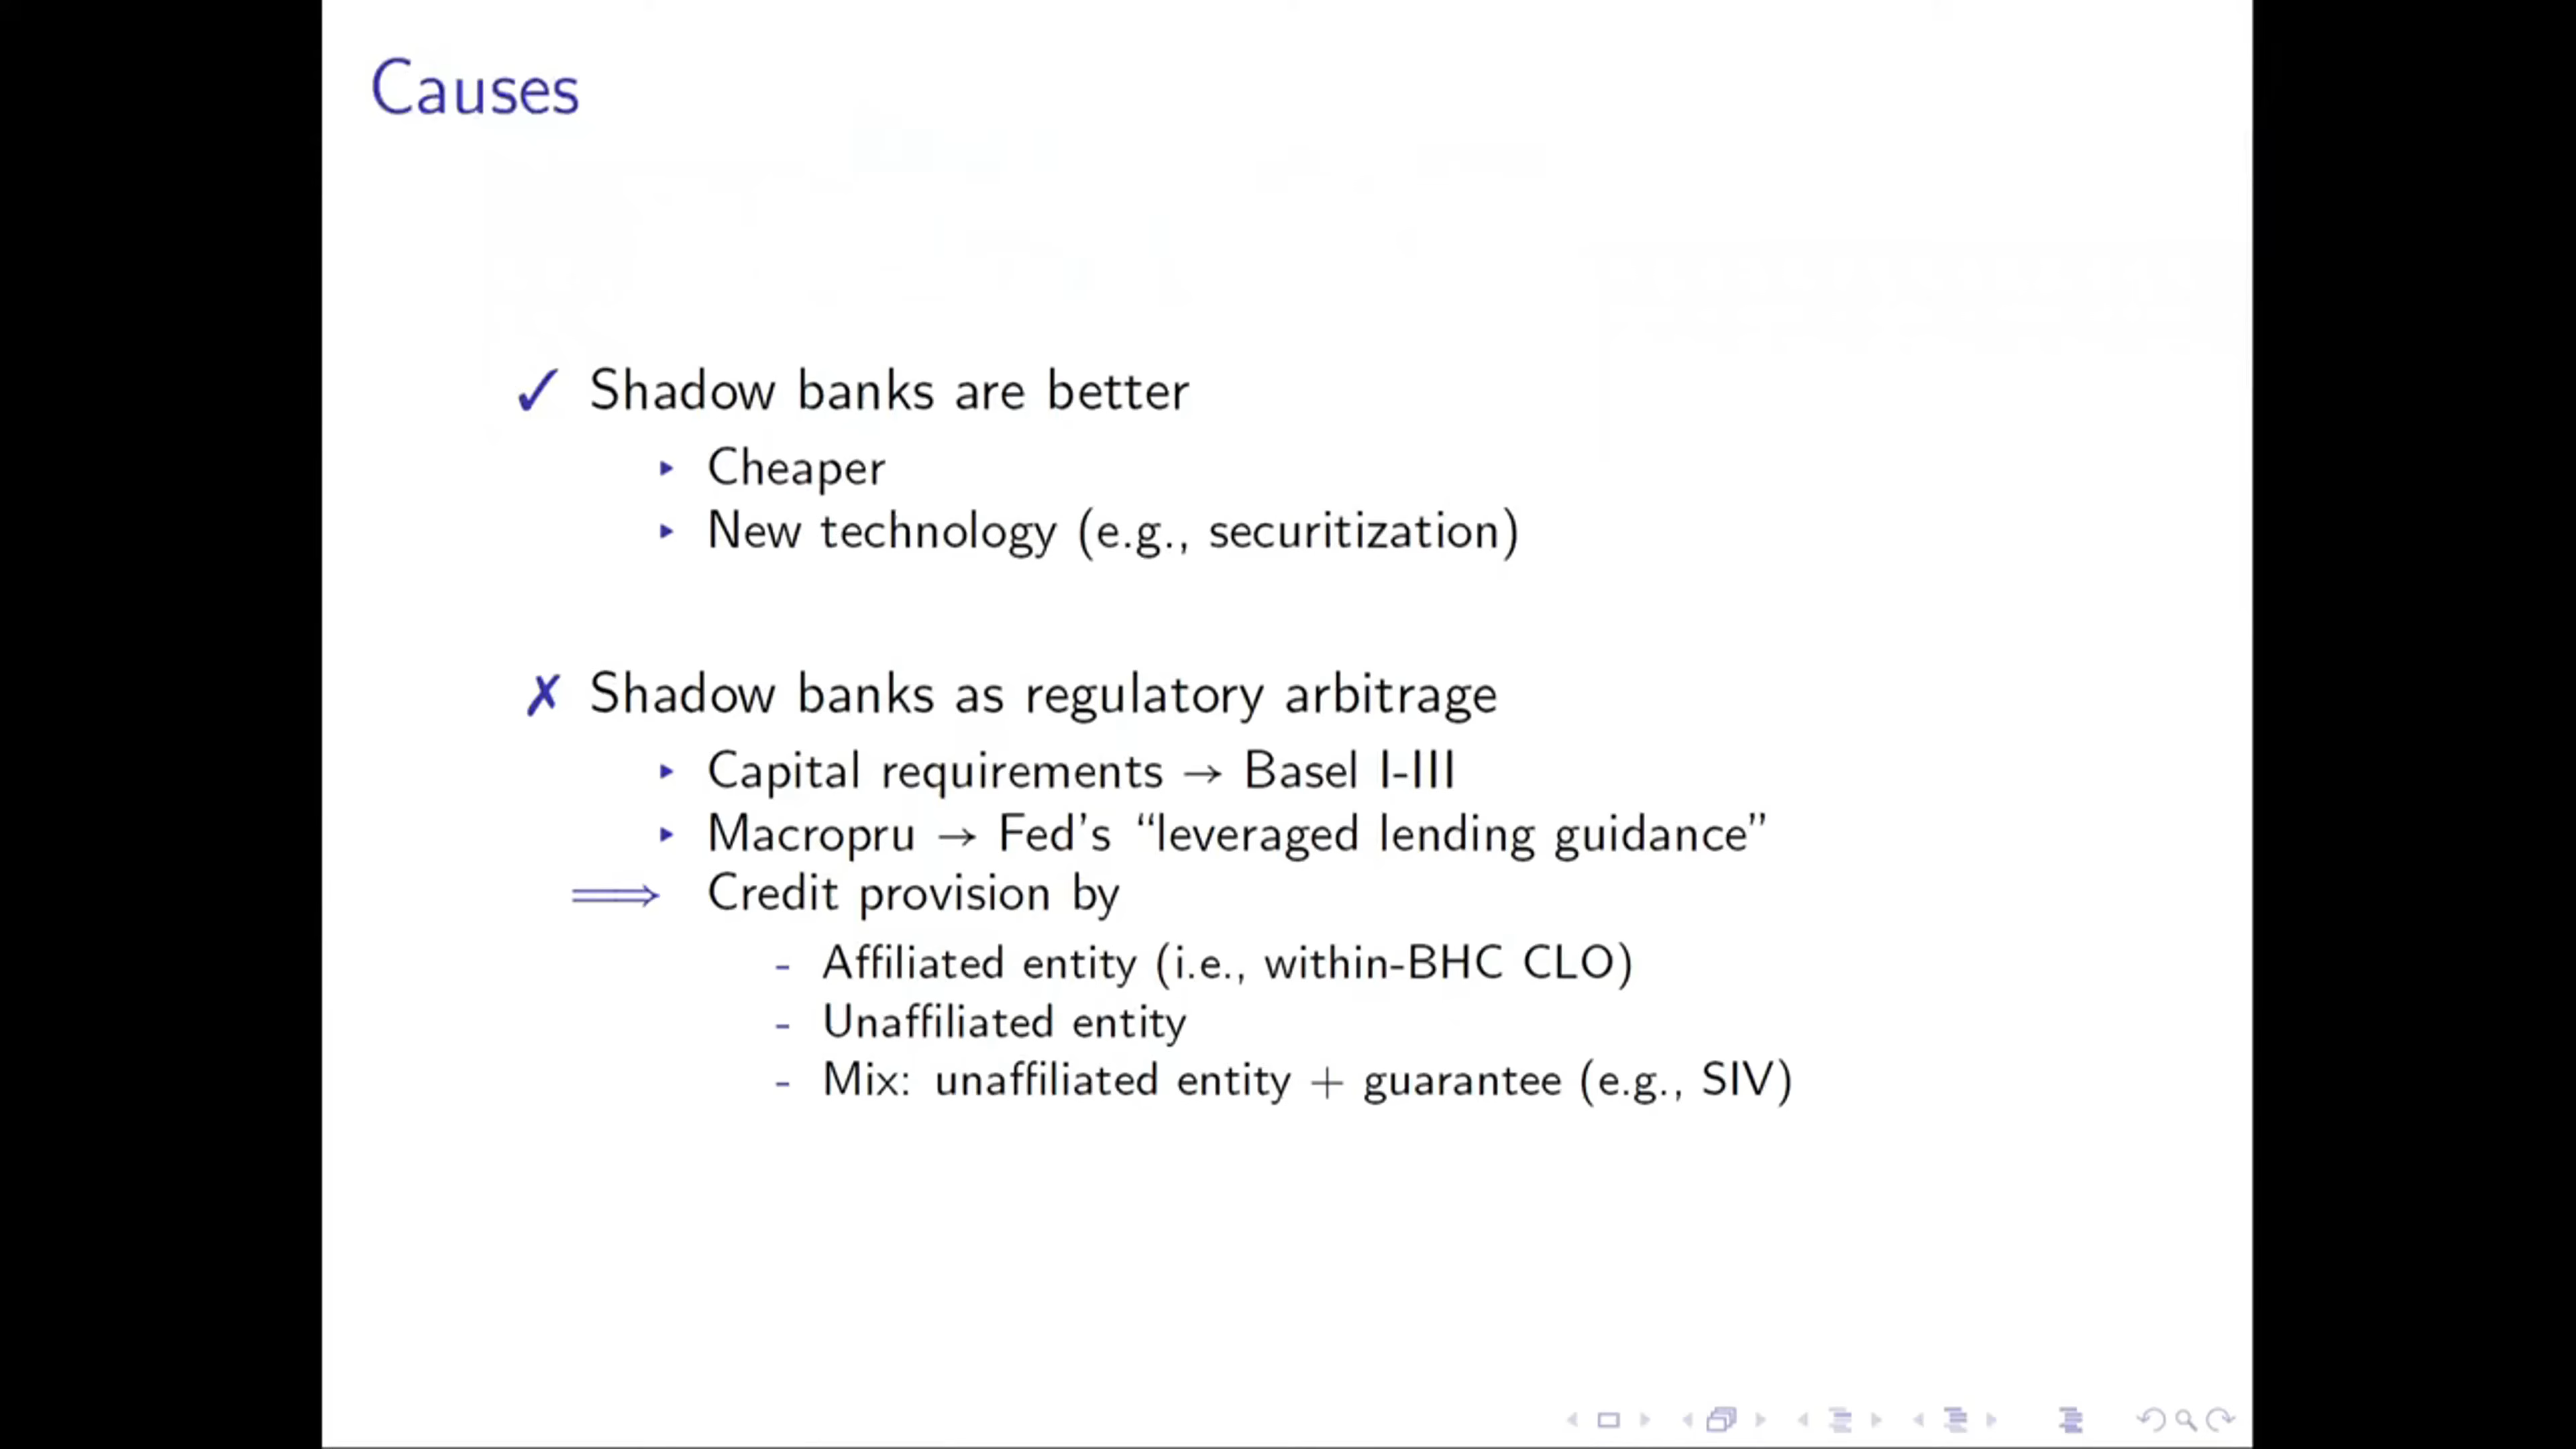 Causes
✓ Shadow banks are better
▸ Cheaper
▸ New technology (e.g., securitization)
✗ Shadow banks as regulatory arbitrage
▸ Capital requirements → Basel I-III
▸ Macropru → Fed's “leveraged lending guidance”
⟹ Credit provision by
- Affiliated entity (i.e., within-BHC CLO)
- Unaffiliated entity
- Mix: unaffiliated entity + guarantee (e.g., SIV)